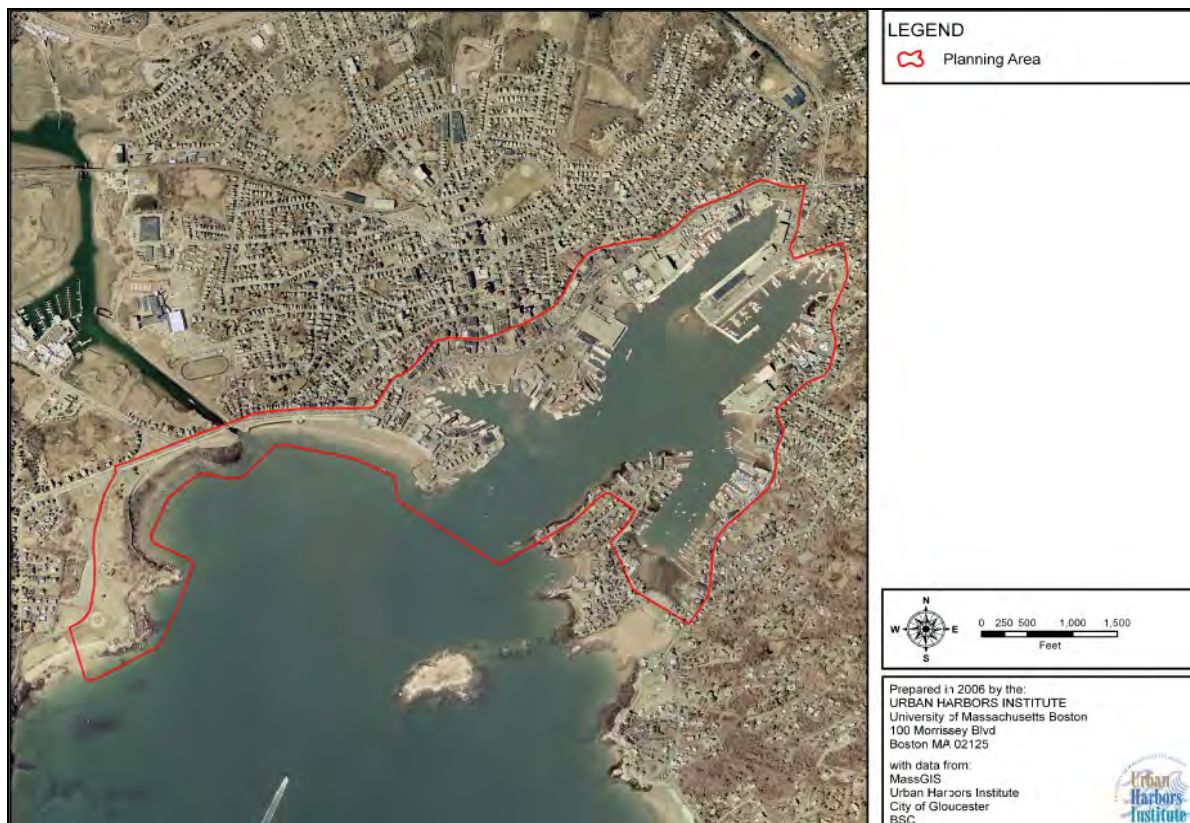 LEGEND
Planning Area
N
W E
S
0 250 500 1,000 1,500
Feet
Prepared in 2006 by the:
URBAN HARBORS INSTITUTE
University of Massachusetts Boston
100 Morrissey Blvd
Boston MA 02125
with data from:
MassGIS
Urban Harbors Institute
City of Gloucester
BSC
Urban
Harbors
Institute